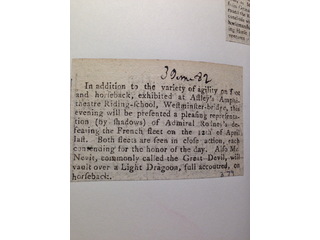 3 June 82
In addition to the variety of agility on foot
and horseback, exhibited at Astley's Amphi-
theatre Riding-school, Westminster-bridge, this
evening will be presented a pleasing representa-
tion (by shadows) of Admiral Rodney's de-
feating the French fleet on the 12th of April
last. Both fleets are seen in close action, each
contending for the honor of the day. Also Mr.
Nevit, commonly called the Great Devil, will
vault over a Light Dragoon, full accoutred, on
horseback.